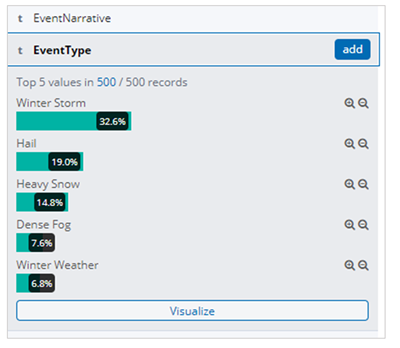 t EventNarrative
t EventType add
Top 5 values in 500 / 500 records
Winter Storm
32.6%
Hail
19.0%
Heavy Snow
14.8%
Dense Fog
7.6%
Winter Weather
6.8%
Visualize